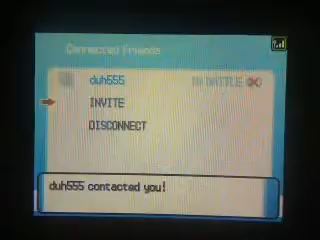 Connected friends
duh555 IN BATTLE
INVITE
DISCONNECT
duh555 contacted you!